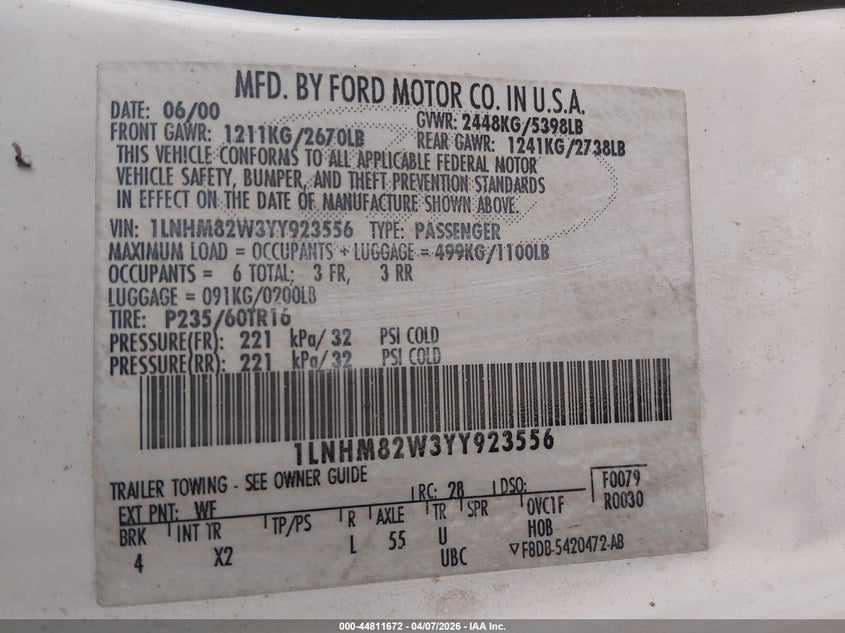 MFD. BY FORD MOTOR CO. IN U.S.A.
DATE: 06/00 GVWR: 2448KG/5398LB
FRONT GAWR: 1211KG/2670LB REAR GAWR: 1241KG/2738LB
THIS VEHICLE CONFORMS TO ALL APPLICABLE FEDERAL MOTOR
VEHICLE SAFETY, BUMPER, AND THEFT PREVENTION STANDARDS
IN EFFECT ON THE DATE OF MANUFACTURE SHOWN ABOVE.
VIN: 1LNHM82W3YY923556 TYPE: PASSENGER
MAXIMUM LOAD = OCCUPANTS + LUGGAGE = 499KG/1100LB
OCCUPANTS = 6 TOTAL; 3 FR, 3 RR
LUGGAGE = 091KG/0200LB
TIRE: P235/60TR16
PRESSURE(FR): 221 kPa/ 32 PSI COLD
PRESSURE(RR): 221 kPa/ 32 PSI COLD
1LNHM82W3YY923556
TRAILER TOWING - SEE OWNER GUIDE
EXT PNT: WF RC: 28 DSO: F0079
BRK INT TR TP/PS R AXLE TR SPR OVC1F R0030
4 X2 L 55 U HOB
UBC ▽F8DB-5420472-AB
000-44811672 04/07/2026 - IAA Inc.